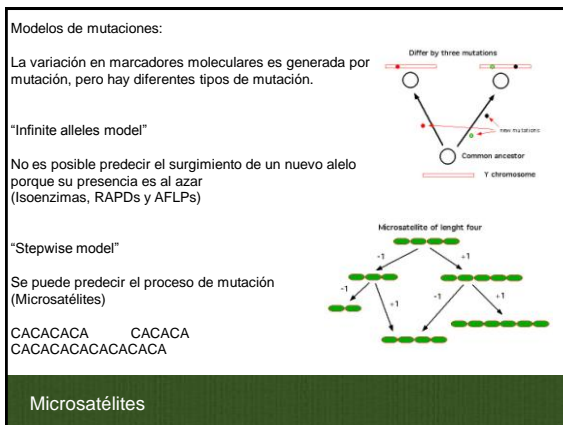 Modelos de mutaciones:
La variación en marcadores moleculares es generada por
mutación, pero hay diferentes tipos de mutación.
“Infinite alleles model”
No es posible predecir el surgimiento de un nuevo alelo
porque su presencia es al azar
(Isoenzimas, RAPDs y AFLPs)
“Stepwise model”
Se puede predecir el proceso de mutación
(Microsatélites)
CACACACA CACACA
CACACACACACACACA
Differ by three mutations
new mutations
Common ancestor
Y chromosome
Microsatellite of lenght four
-1 +1
-1 +1 -1 +1
Microsatélites